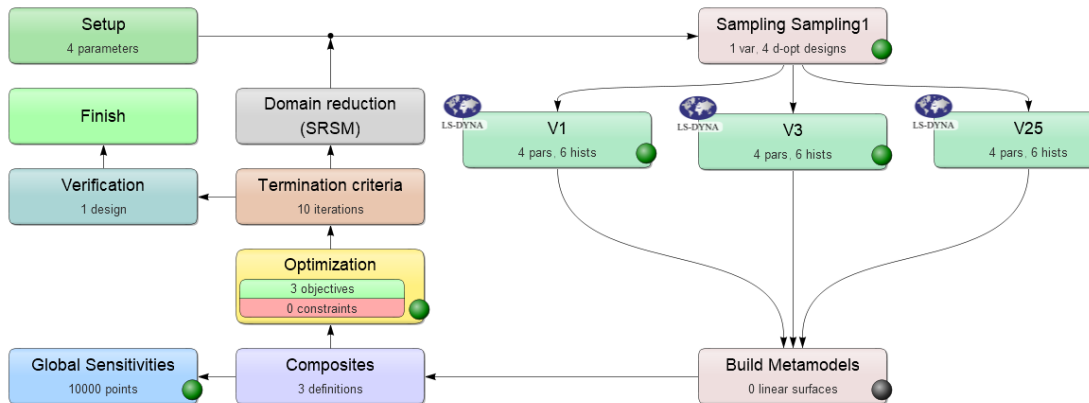 Setup
4 parameters
Sampling Sampling1
1 var, 4 d-opt designs
Finish
Domain reduction
(SRSM)
LS-DYNA
V1
4 pars, 6 hists
LS-DYNA
V3
4 pars, 6 hists
LS-DYNA
V25
4 pars, 6 hists
Verification
1 design
Termination criteria
10 iterations
Optimization
3 objectives
0 constraints
Global Sensitivities
10000 points
Composites
3 definitions
Build Metamodels
0 linear surfaces